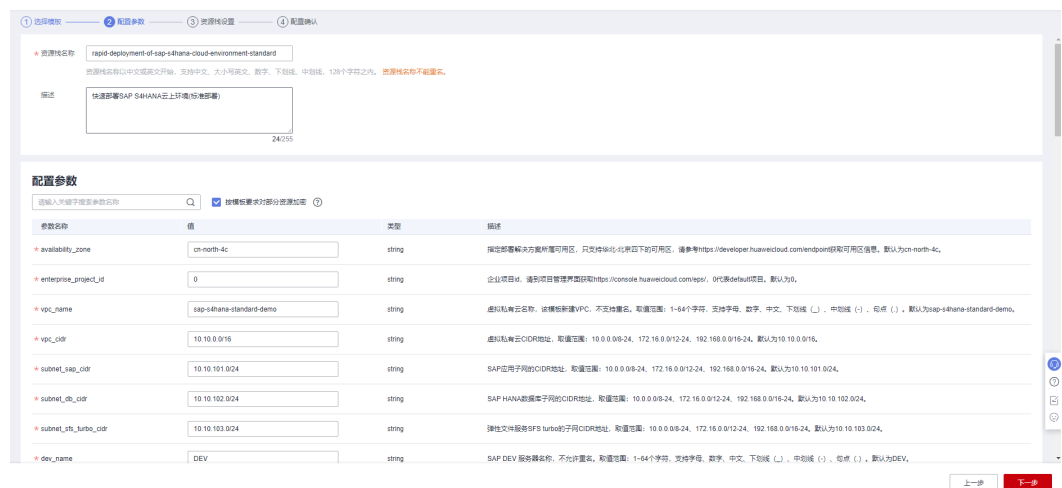 1 选择模板 2 配置参数 3 资源栈设置 4 配置确认
* 资源栈名称 rapid-deployment-of-sap-s4hana-cloud-environment-standard
资源栈名称以中文或英文开始，支持中文、大小写英文、数字、下划线、中划线，128个字符之内。 资源栈名称不能重名。
描述 快速部署SAP S4HANA云上环境(标准部署)
24/255
配置参数
请输入关键字搜索参数名称 按模板要求对部分资源加密 ?
参数名称 值 类型 描述
* availability_zone cn-north-4c string 指定部署解决方案所属可用区，只支持华北-北京四下的可用区，请参考https://developer.huaweicloud.com/endpoint获取可用区信息。默认为cn-north-4c。
* enterprise_project_id 0 string 企业项目id，请到项目管理界面获取https://console.huaweicloud.com/eps/，0代表default项目。默认为0。
* vpc_name sap-s4hana-standard-demo string 虚拟私有云名称，该模板新建VPC，不支持重名。取值范围：1~64个字符，支持字母、数字、中文、下划线（_）、中划线（-）、句点（.）。默认为sap-s4hana-standard-demo。
* vpc_cidr 10.10.0.0/16 string 虚拟私有云CIDR地址，取值范围：10.0.0.0/8-24，172.16.0.0/12-24，192.168.0.0/16-24。默认为10.10.0.0/16。
* subnet_sap_cidr 10.10.101.0/24 string SAP应用子网的CIDR地址，取值范围：10.0.0.0/8-24，172.16.0.0/12-24，192.168.0.0/16-24。默认为10.10.101.0/24。
* subnet_db_cidr 10.10.102.0/24 string SAP HANA数据库子网的CIDR地址，取值范围：10.0.0.0/8-24，172.16.0.0/12-24，192.168.0.0/16-24。默认为10.10.102.0/24。
* subnet_sfs_turbo_cidr 10.10.103.0/24 string 弹性文件服务SFS turbo的子网CIDR地址，取值范围：10.0.0.0/8-24，172.16.0.0/12-24，192.168.0.0/16-24。默认为10.10.103.0/24。
* dev_name DEV string SAP DEV 服务器名称，不允许重名。取值范围：1~64个字符，支持字母、数字、中文、下划线（_）、中划线（-）、句点（.）。默认为DEV。
上一步 下一步